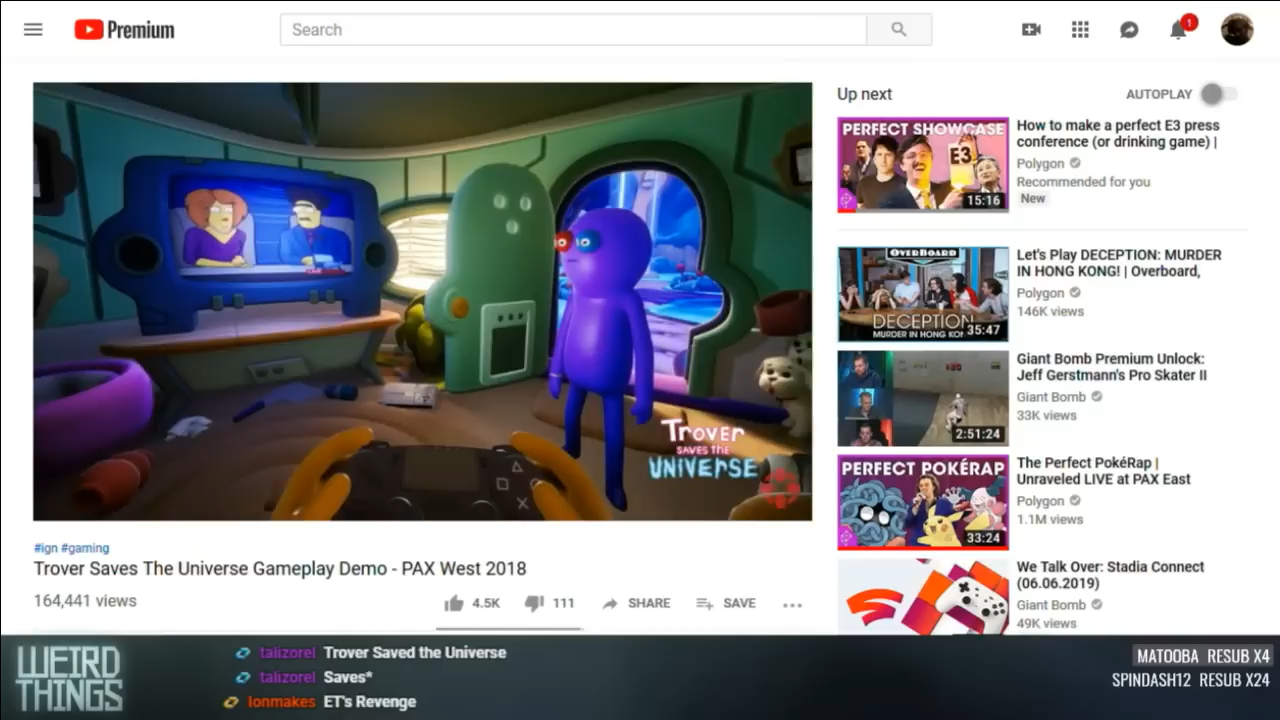 Premium
Search
1
Trover
SAVES THE
UNIVERSE
#ign #gaming
Trover Saves The Universe Gameplay Demo - PAX West 2018
164,441 views
4.5K
111
SHARE
SAVE
Up next
AUTOPLAY
PERFECT SHOWCASE
E3
15:16
How to make a perfect E3 press
conference (or drinking game) |
Polygon
Recommended for you
New
OVERBOARD
DECEPTION
MURDER IN HONG KONG
35:47
Let's Play DECEPTION: MURDER
IN HONG KONG! | Overboard,
Polygon
146K views
2:51:24
Giant Bomb Premium Unlock:
Jeff Gerstmann's Pro Skater II
Giant Bomb
33K views
PERFECT POKÉRAP
33:24
The Perfect PokéRap |
Unraveled LIVE at PAX East
Polygon
1.1M views
We Talk Over: Stadia Connect
(06.06.2019)
Giant Bomb
49K views
WEIRD
THINGS
talizorel Trover Saved the Universe
talizorel Saves*
lonmakes ET's Revenge
MATOOBA RESUB X4
SPINDASH12 RESUB X24